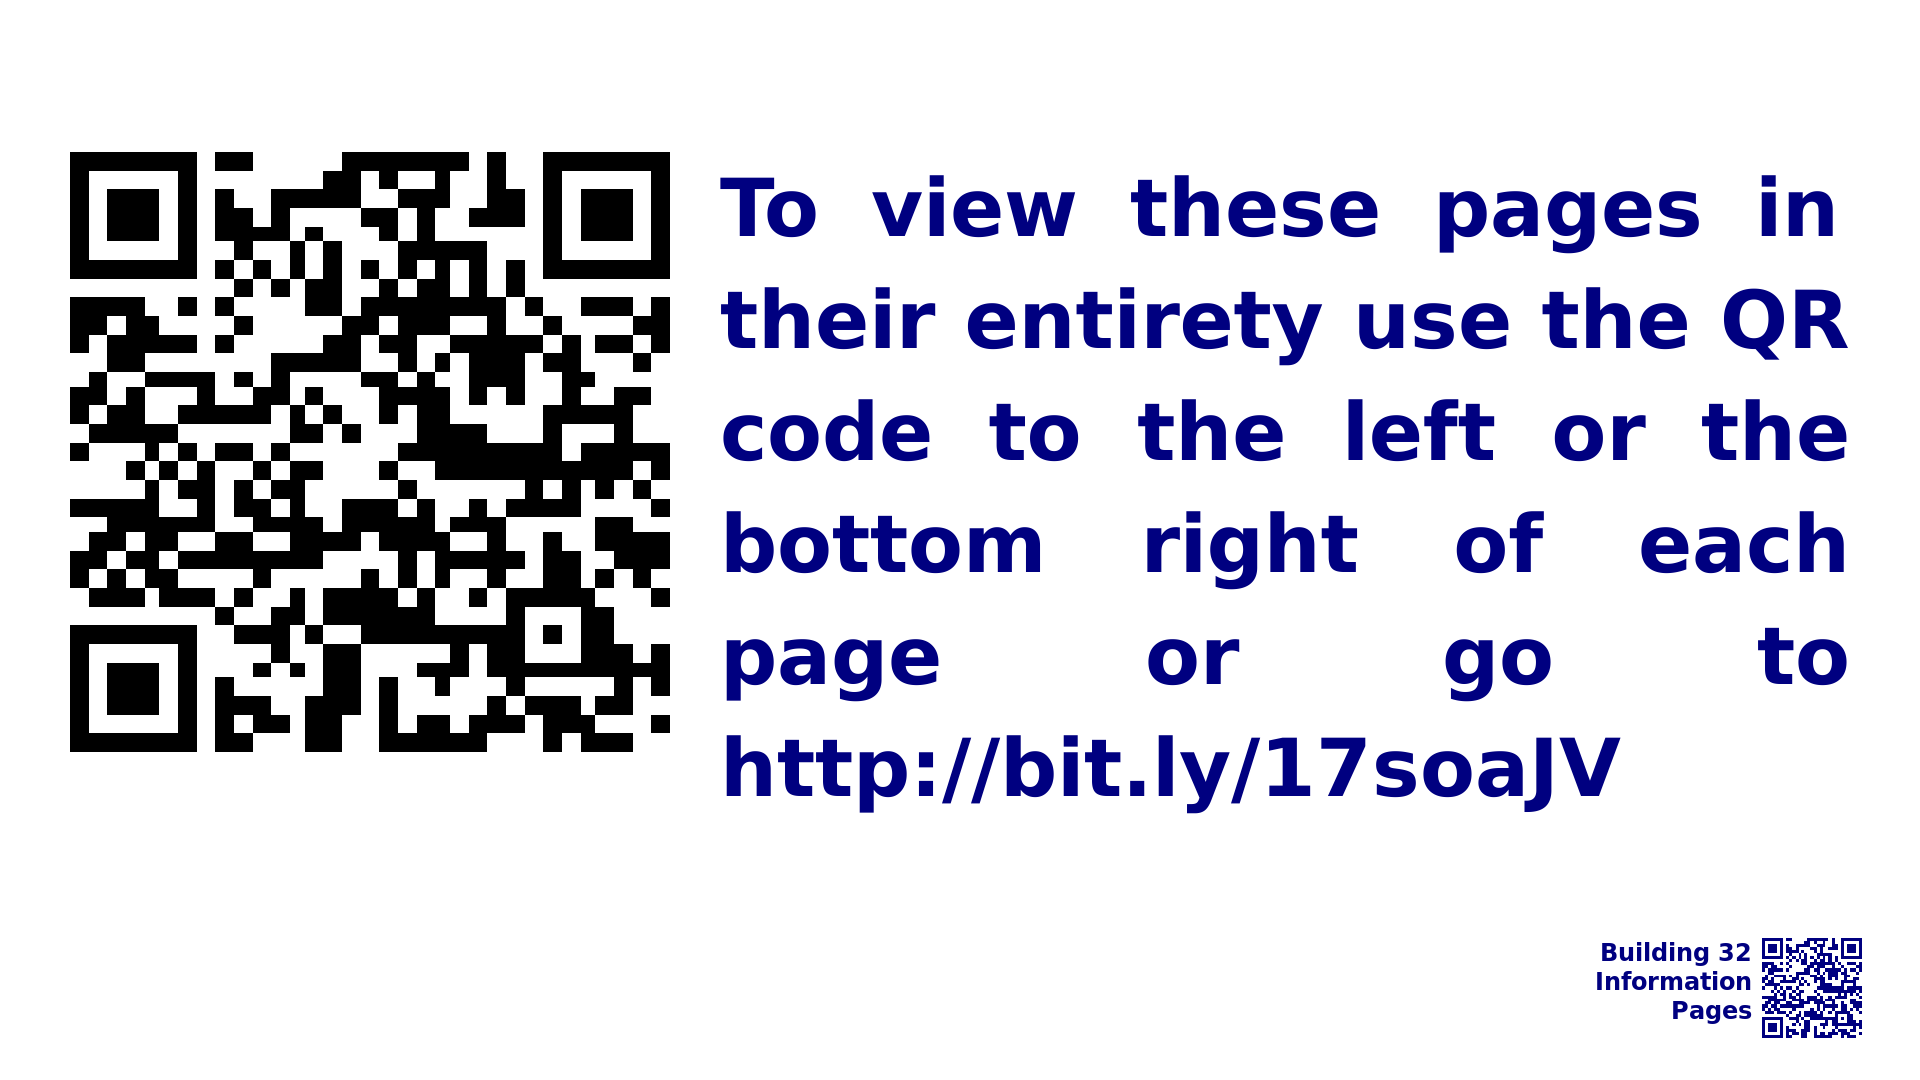 To view these pages in
their entirety use the QR
code to the left or the
bottom right of each
page or go to
http://bit.ly/17soaJV
Building 32
Information
Pages